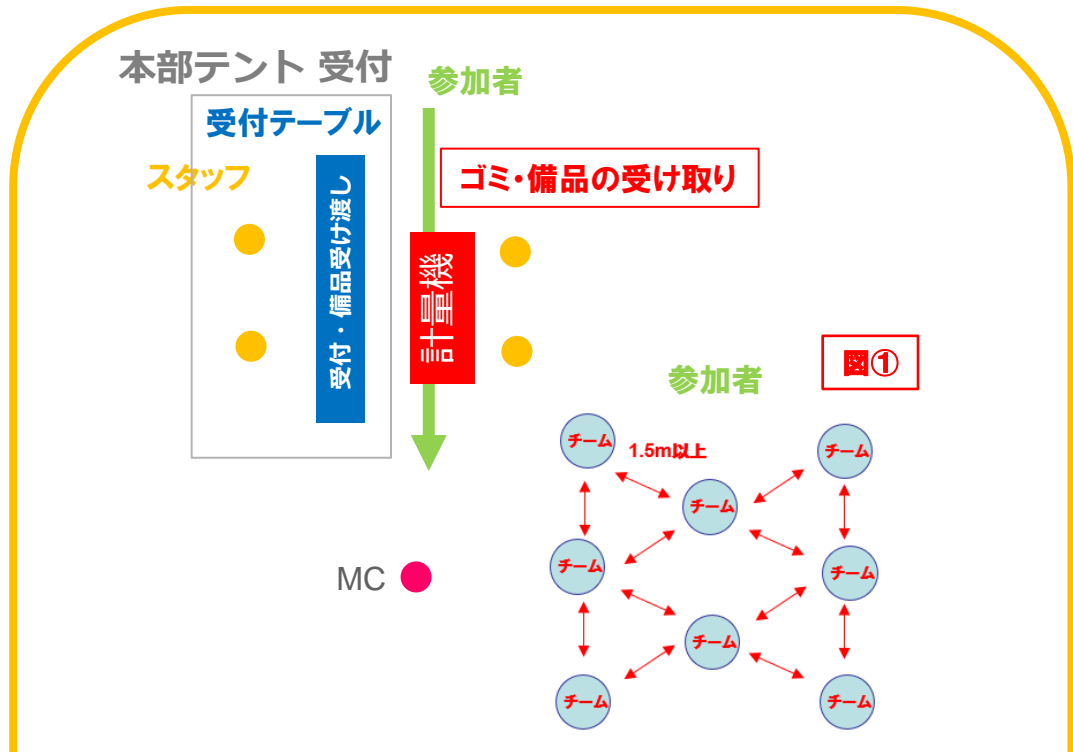 本部テント 受付
参加者
受付テーブル
スタッフ
ゴミ・備品の受け取り
受付・備品受け渡し
計量機
図①
参加者
チーム
1.5m以上
チーム
チーム
チーム
チーム
MC
チーム
チーム
チーム